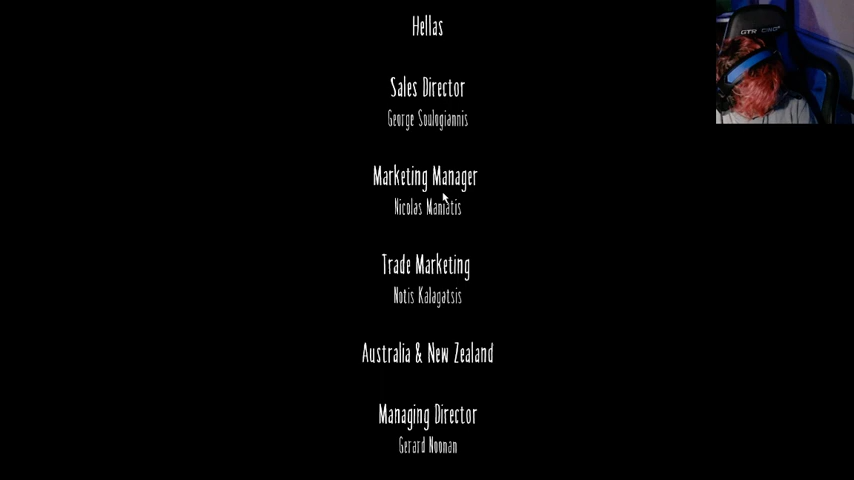 Hellas
Sales Director
George Soulogiannis
Marketing Manager
Nicolas Maniatis
Trade Marketing
Notis Kalagatsis
Australia & New Zealand
Managing Director
Gerard Noonan